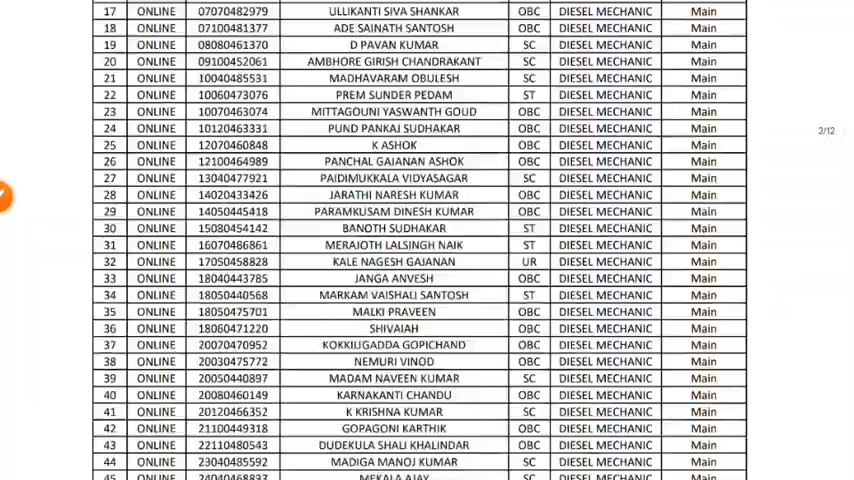 17 ONLINE 07070482979 ULLIKANTI SIVA SHANKAR OBC DIESEL MECHANIC Main
18 ONLINE 07100481377 ADE SAINATH SANTOSH OBC DIESEL MECHANIC Main
19 ONLINE 08080461370 D PAVAN KUMAR SC DIESEL MECHANIC Main
20 ONLINE 09100452061 AMBHORE GIRISH CHANDRAKANT SC DIESEL MECHANIC Main
21 ONLINE 10040485531 MADHAVARAM OBULESH SC DIESEL MECHANIC Main
22 ONLINE 10060473076 PREM SUNDER PEDAM ST DIESEL MECHANIC Main
23 ONLINE 10070463074 MITTAGOUNI YASWANTH GOUD OBC DIESEL MECHANIC Main
24 ONLINE 10120463331 PUND PANKAJ SUDHAKAR OBC DIESEL MECHANIC Main
2/12
25 ONLINE 12070460848 K ASHOK OBC DIESEL MECHANIC Main
26 ONLINE 12100464989 PANCHAL GAJANAN ASHOK OBC DIESEL MECHANIC Main
27 ONLINE 13040477921 PAIDIMUKKALA VIDYASAGAR SC DIESEL MECHANIC Main
28 ONLINE 14020433426 JARATHI NARESH KUMAR OBC DIESEL MECHANIC Main
29 ONLINE 14050445418 PARAMKUSAM DINESH KUMAR OBC DIESEL MECHANIC Main
30 ONLINE 15080454142 BANOTH SUDHAKAR ST DIESEL MECHANIC Main
31 ONLINE 16070486861 MERAJOTH LALSINGH NAIK ST DIESEL MECHANIC Main
32 ONLINE 17050458828 KALE NAGESH GAJANAN UR DIESEL MECHANIC Main
33 ONLINE 18040443785 JANGA ANVESH OBC DIESEL MECHANIC Main
34 ONLINE 18050440568 MARKAM VAISHALI SANTOSH ST DIESEL MECHANIC Main
35 ONLINE 18050475701 MALKI PRAVEEN OBC DIESEL MECHANIC Main
36 ONLINE 18060471220 SHIVAIAH OBC DIESEL MECHANIC Main
37 ONLINE 20070470952 KOKKILIGADDA GOPICHAND OBC DIESEL MECHANIC Main
38 ONLINE 20030475772 NEMURI VINOD OBC DIESEL MECHANIC Main
39 ONLINE 20050440897 MADAM NAVEEN KUMAR SC DIESEL MECHANIC Main
40 ONLINE 20080460149 KARNAKANTI CHANDU OBC DIESEL MECHANIC Main
41 ONLINE 20120466352 K KRISHNA KUMAR SC DIESEL MECHANIC Main
42 ONLINE 21100449318 GOPAGONI KARTHIK OBC DIESEL MECHANIC Main
43 ONLINE 22110480543 DUDEKULA SHALI KHALINDAR OBC DIESEL MECHANIC Main
44 ONLINE 23040485592 MADIGA MANOJ KUMAR SC DIESEL MECHANIC Main
45 ONLINE 24040468833 MEKALA AJAY SC DIESEL MECHANIC Main